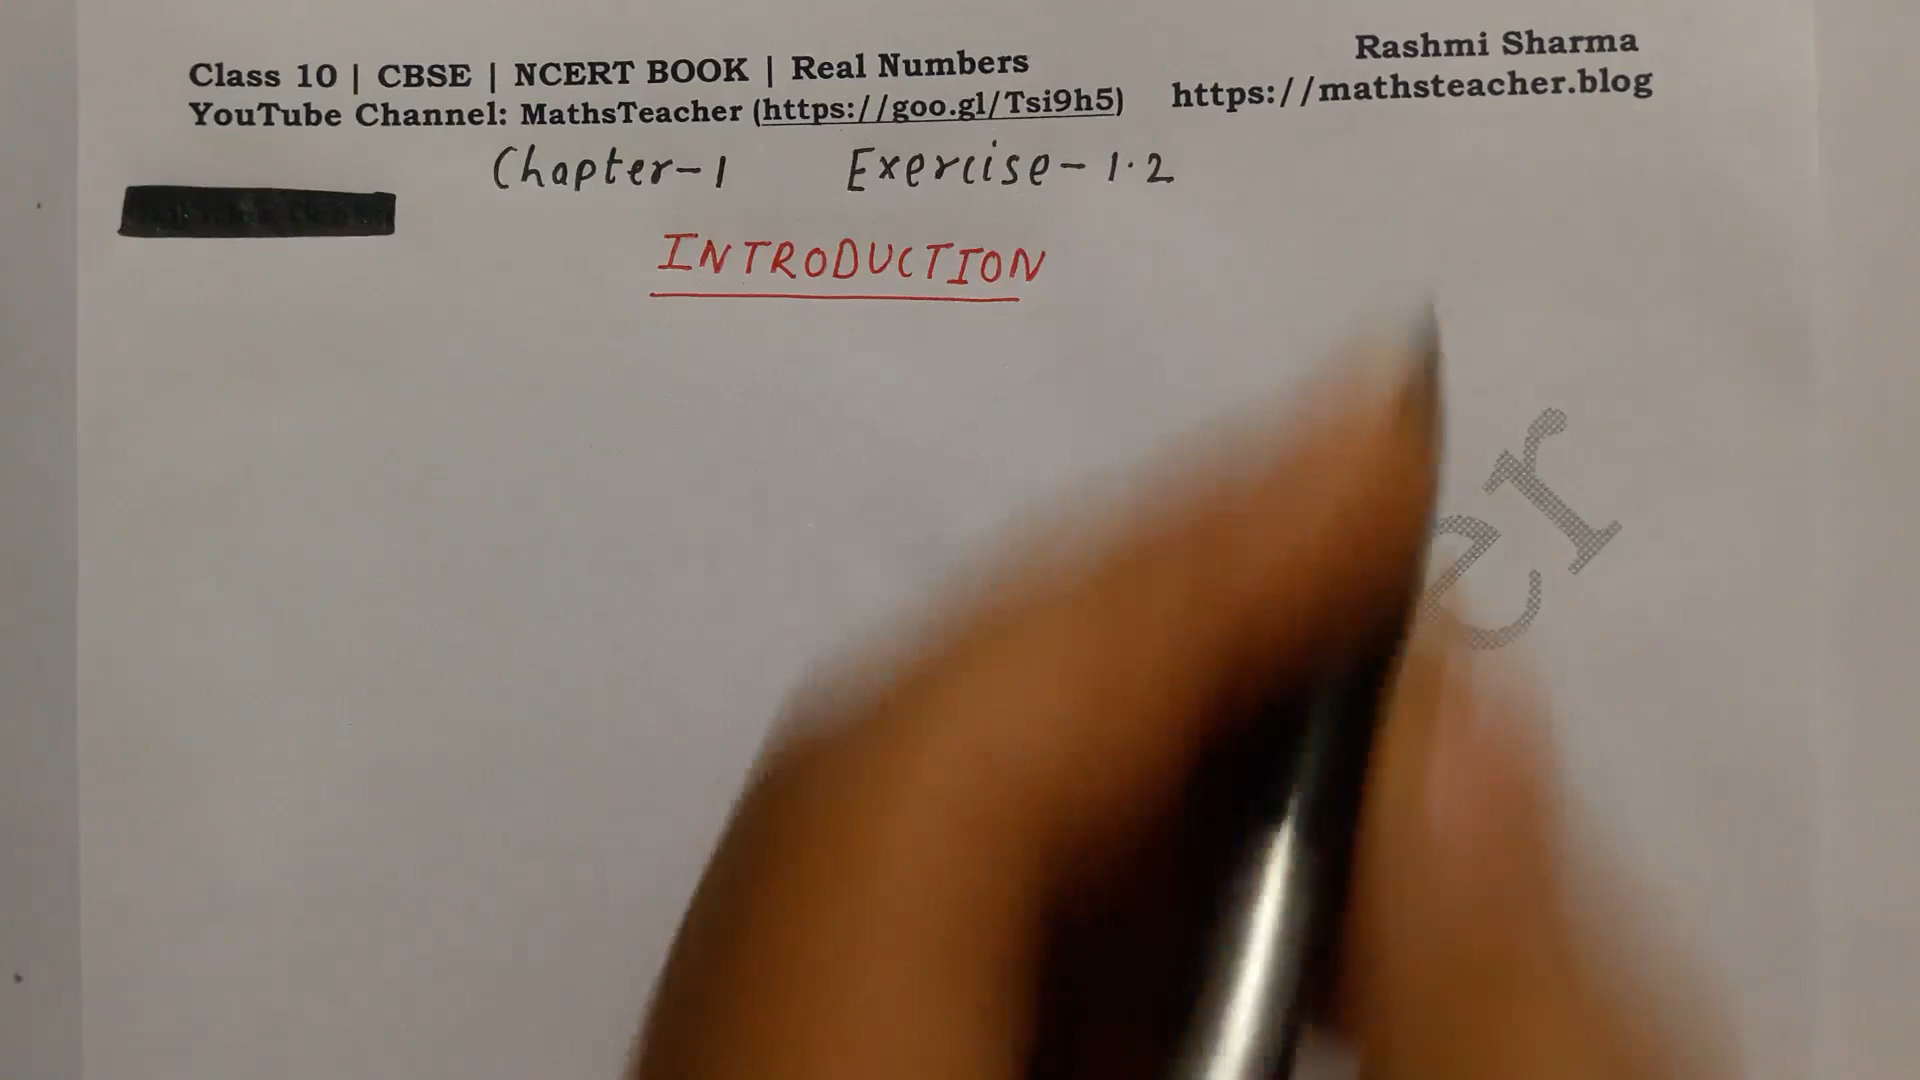 Class 10 | CBSE | NCERT BOOK | Real Numbers
Rashmi Sharma
YouTube Channel: MathsTeacher (https://goo.gl/Tsi9h5)
https://mathsteacher.blog
Chapter-1 Exercise-1.2
INTRODUCTION
er